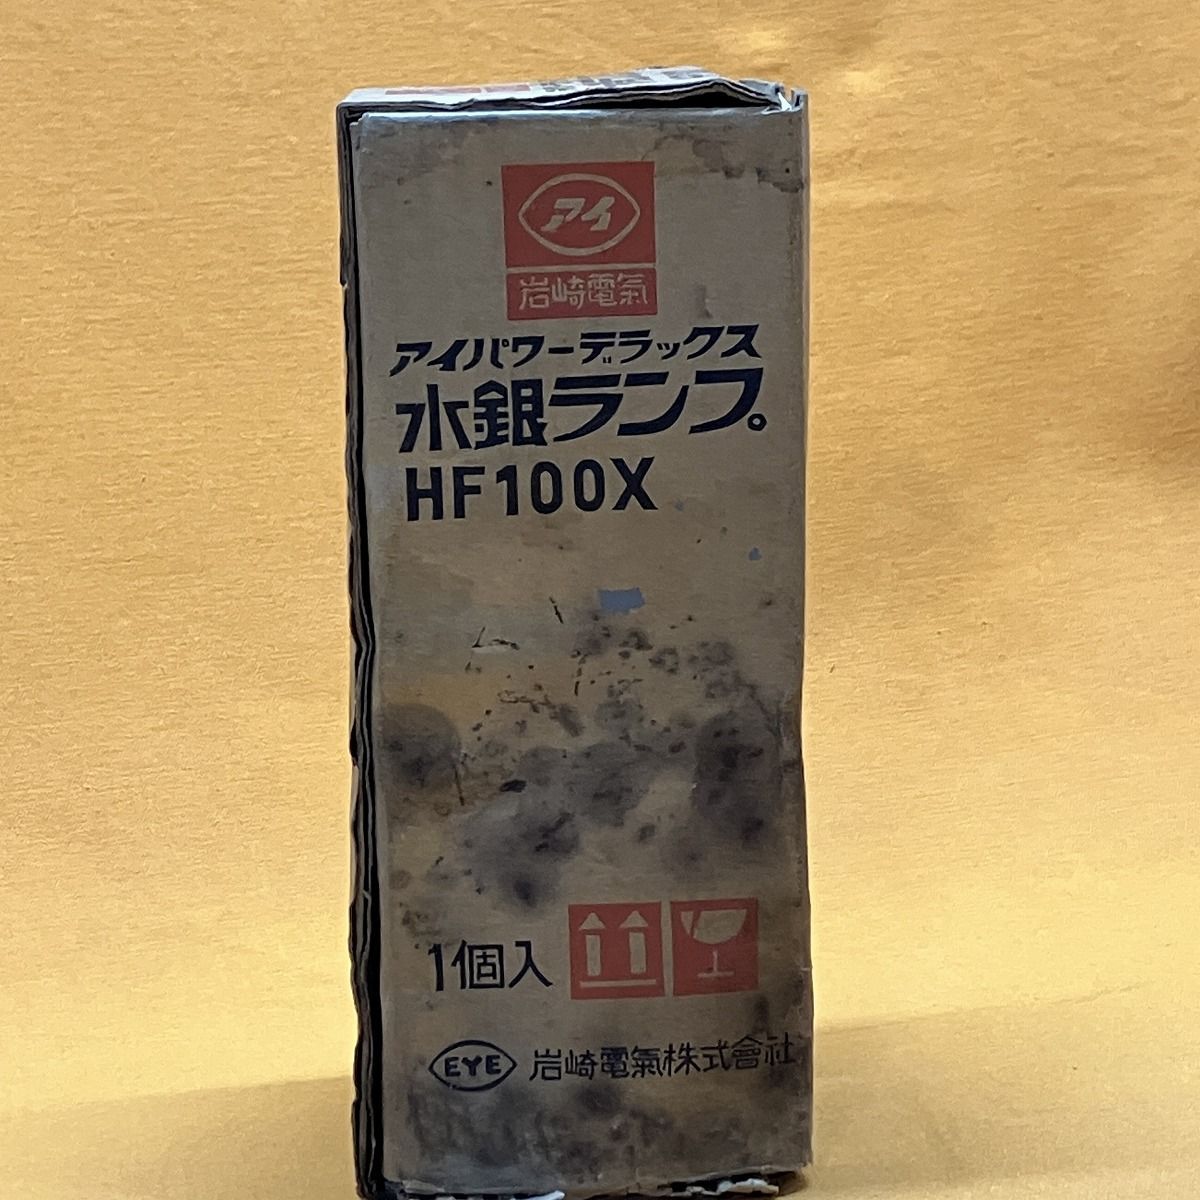 アイ
岩崎電氣
アイパワーデラックス
水銀ランプ。
HF100X
1個入
EYE 岩崎電氣株式會社